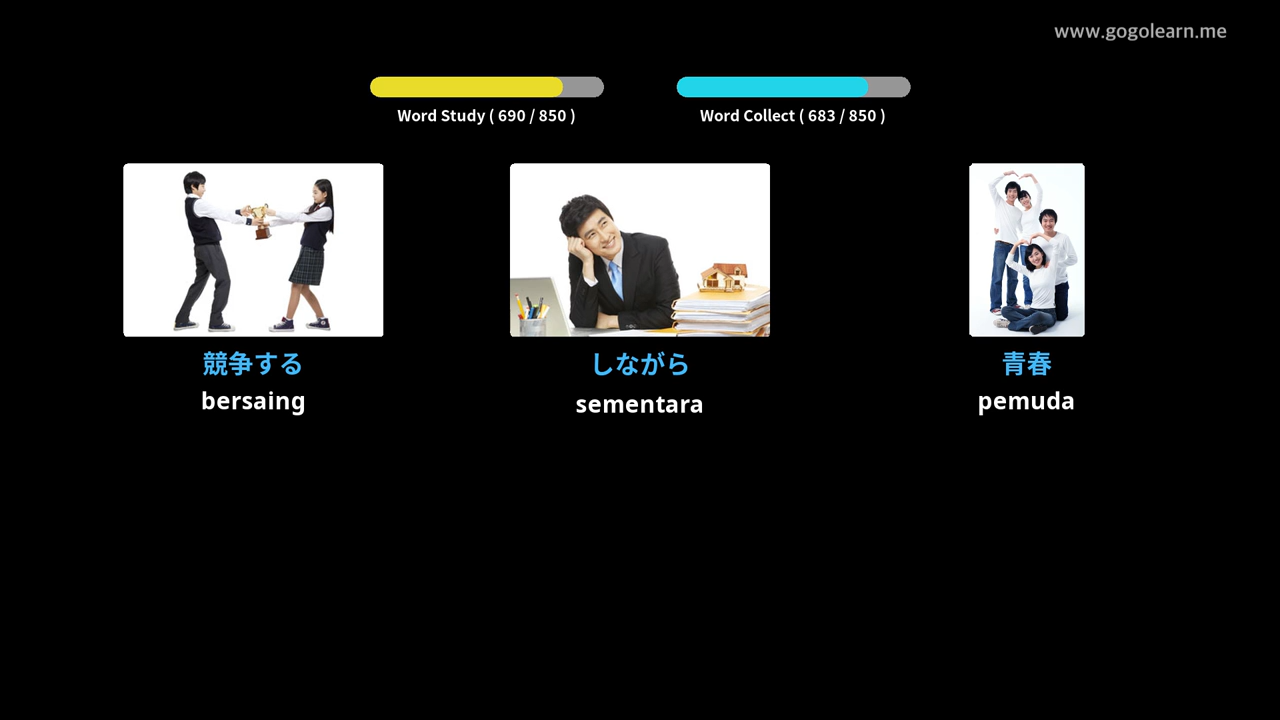 www.gogolearn.me
Word Study ( 690 / 850 )
Word Collect ( 683 / 850 )
競争する
bersaing
しながら
sementara
青春
pemuda